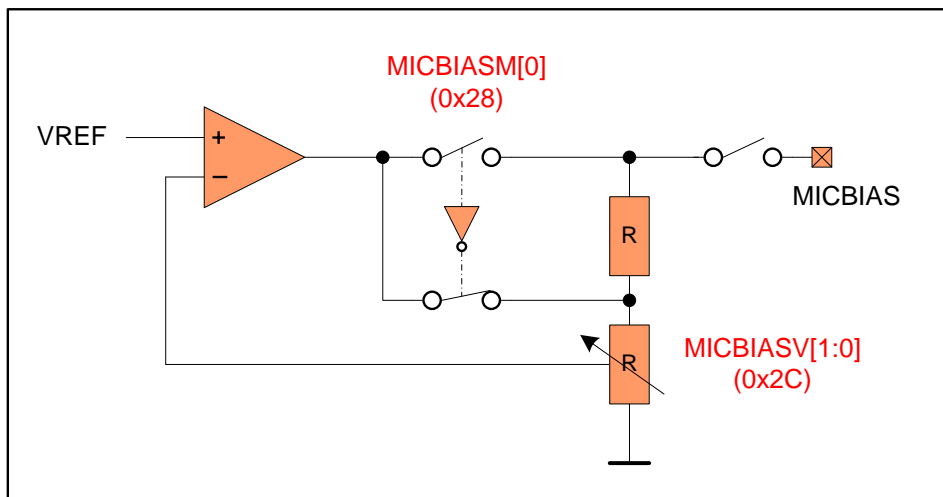 MICBIASM[0]
(0x28)
VREF
+
−
MICBIAS
R
R
MICBIASV[1:0]
(0x2C)